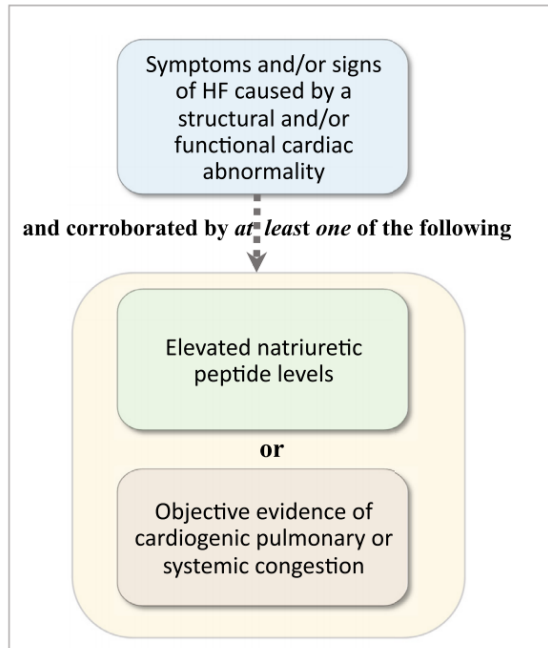 Symptoms and/or signs
of HF caused by a
structural and/or
functional cardiac
abnormality
and corroborated by at least one of the following
Elevated natriuretic
peptide levels
or
Objective evidence of
cardiogenic pulmonary or
systemic congestion